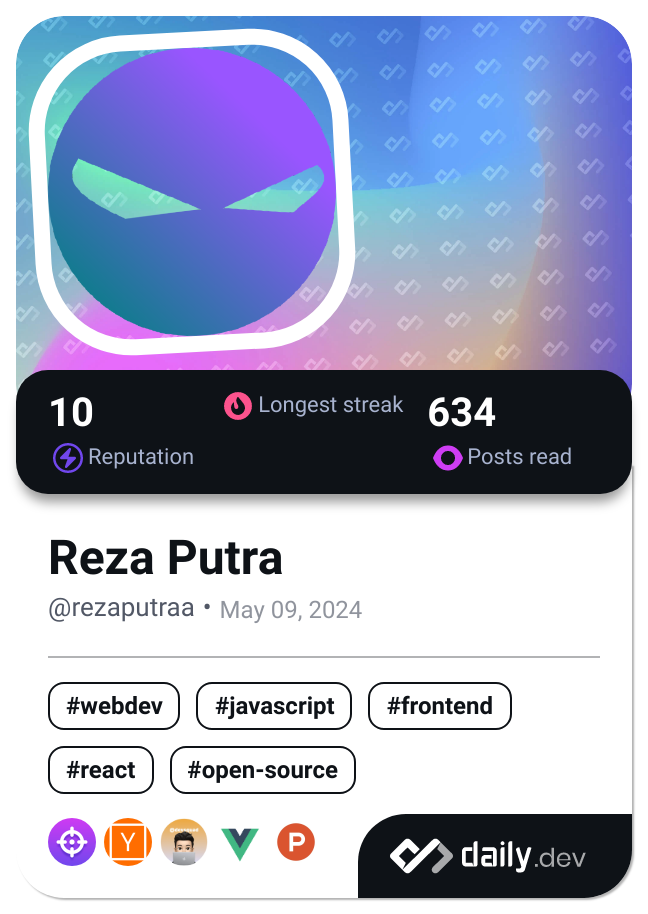 10
Longest streak
634
Reputation
Posts read
Reza Putra
@rezaputraa • May 09, 2024
#webdev #javascript #frontend
#react #open-source
Y P
daily.dev